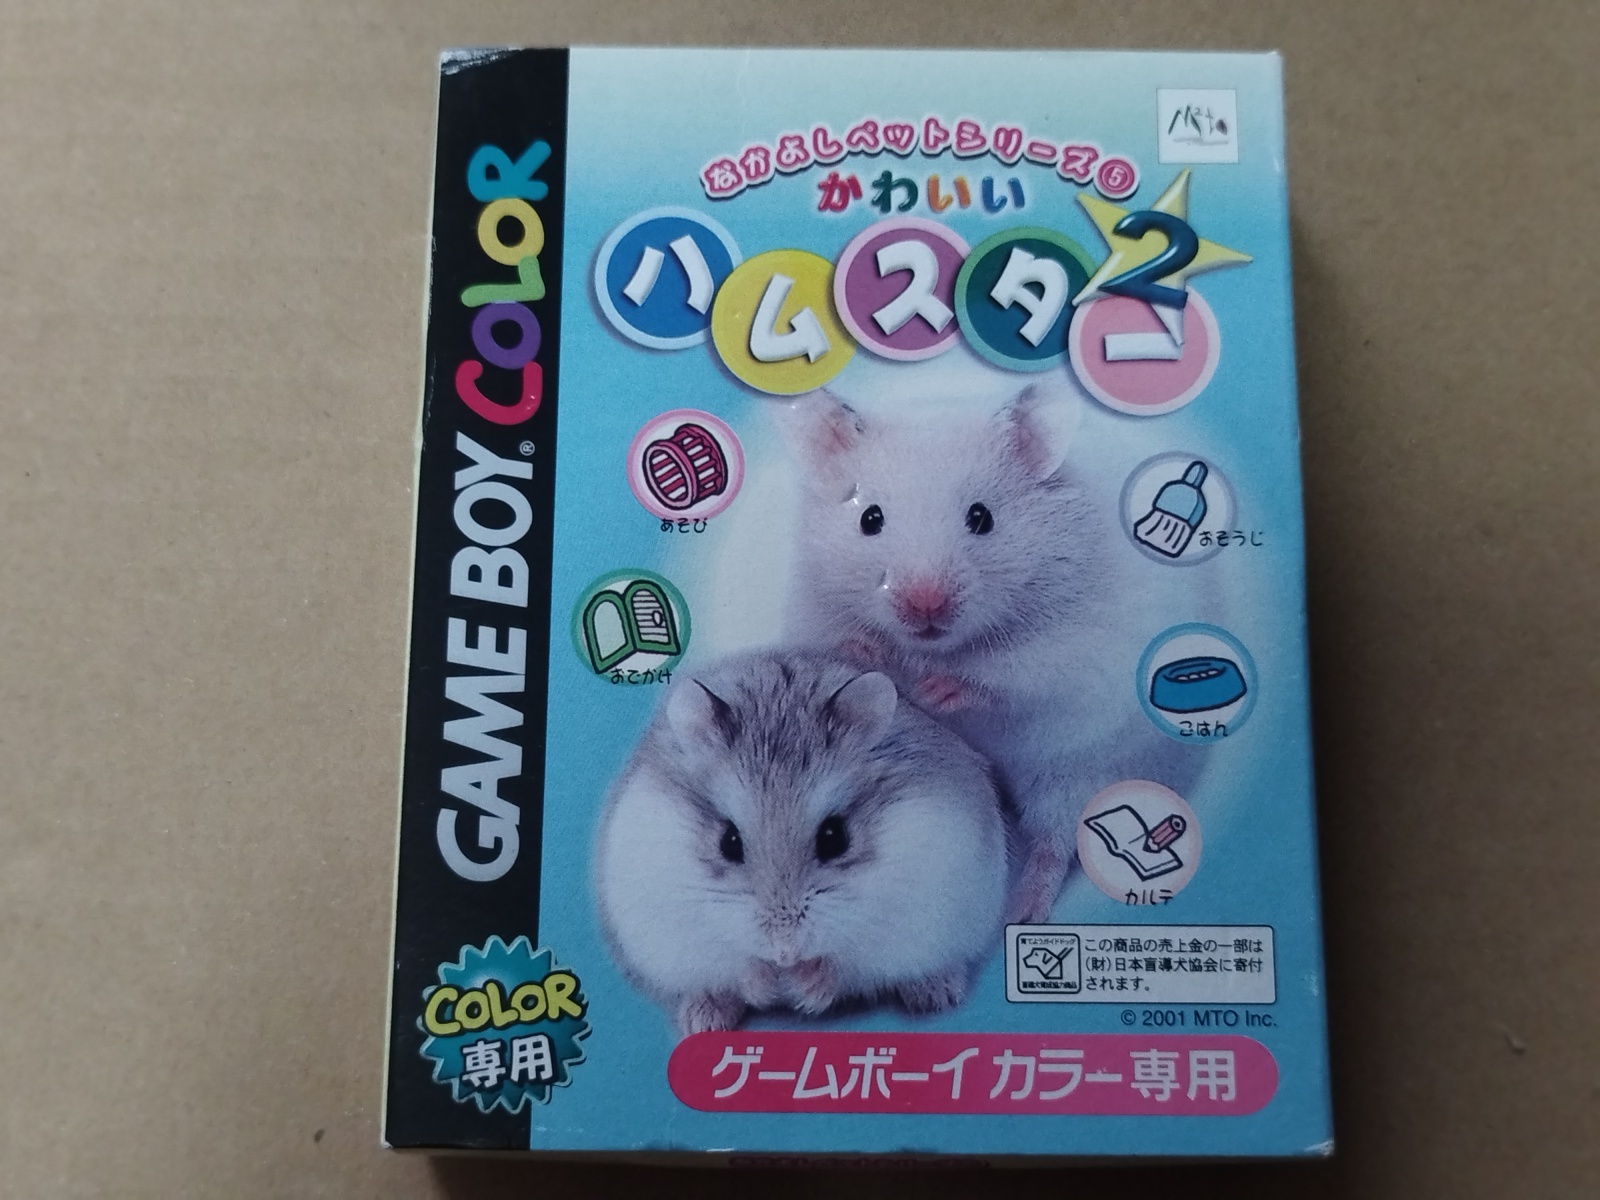 GAME BOY COLOR
COLOR
専用
なかよしペットシリーズ⑤
かわいい
ハムスター2
あそび
おそうじ
おでかけ
ごはん
カルテ
この商品の売上金の一部は
(財)日本盲導犬協会に寄付
されます。
© 2001 MTO Inc.
ゲームボーイカラー専用